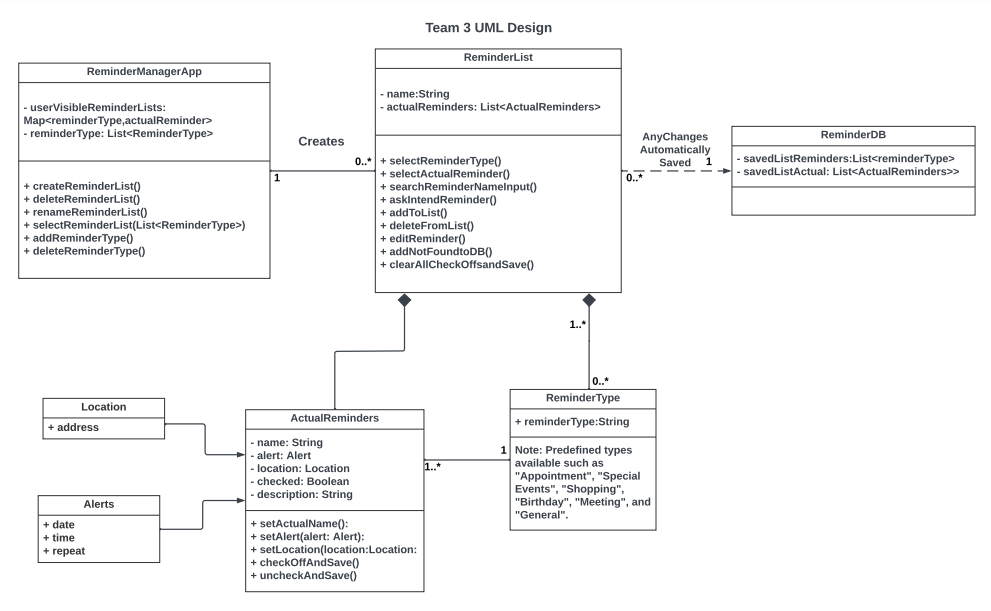 Team 3 UML Design
ReminderManagerApp
- userVisibleReminderLists:
Map<reminderType,actualReminder>
- reminderType: List<ReminderType>
+ createReminderList()
+ deleteReminderList()
+ renameReminderList()
+ selectReminderList(List<ReminderType>)
+ addReminderType()
+ deleteReminderType()
Creates
1
0..*
ReminderList
- name:String
- actualReminders: List<ActualReminders>
+ selectReminderType()
+ selectActualReminder()
+ searchReminderNameInput()
+ askIntendReminder()
+ addToList()
+ deleteFromList()
+ editReminder()
+ addNotFoundtoDB()
+ clearAllCheckOffsandSave()
AnyChanges
Automatically
Saved
1
0..*
ReminderDB
- savedListReminders:List<reminderType>
- savedListActual: List<ActualReminders>>
1..*
0..*
Location
+ address
Alerts
+ date
+ time
+ repeat
ActualReminders
- name: String
- alert: Alert
- location: Location
- checked: Boolean
- description: String
+ setActualName():
+ setAlert(alert: Alert):
+ setLocation(location:Location:
+ checkOffAndSave()
+ uncheckAndSave()
1..*
1
ReminderType
+ reminderType:String
Note: Predefined types
available such as
"Appointment", "Special
Events", "Shopping",
"Birthday", "Meeting", and
"General".